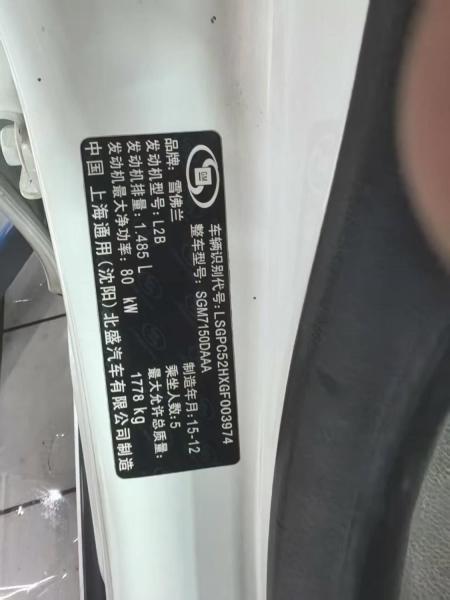 GM
车辆识别代号: LSGPC52HXGF003974
整车型号: SGM7150DAAA
品牌: 雪佛兰 制造年月: 15-12
发动机型号: L2B 乘坐人数: 5
发动机排量: 1.485 L 最大允许总质量:
发动机最大净功率: 80 kW 1778 kg
中国 上海通用(沈阳)北盛汽车有限公司制造